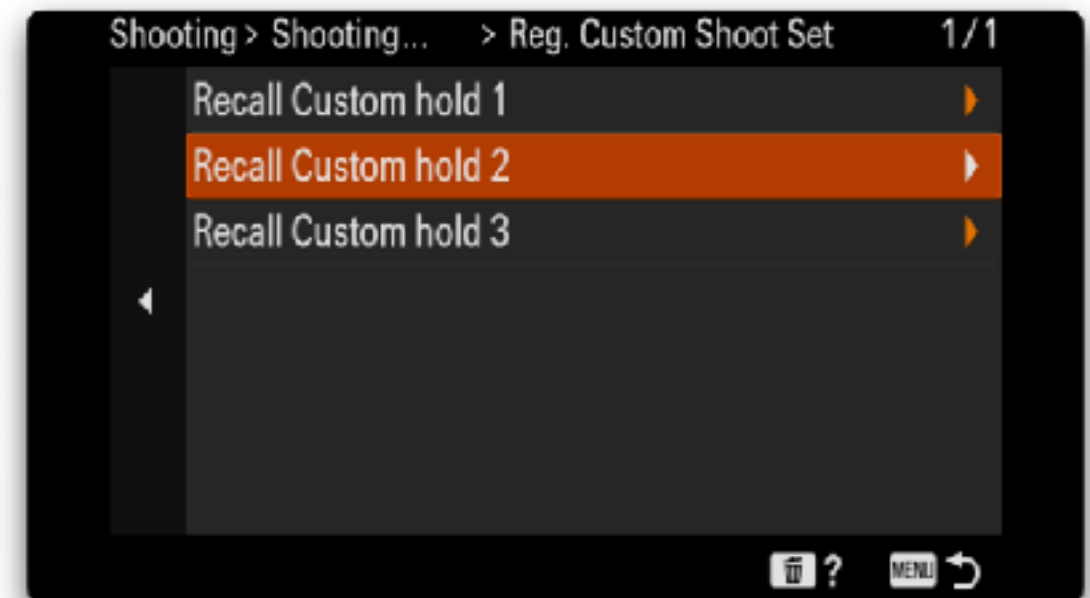 Shooting > Shooting... > Reg. Custom Shoot Set 1/1
Recall Custom hold 1
Recall Custom hold 2
Recall Custom hold 3
? MENU